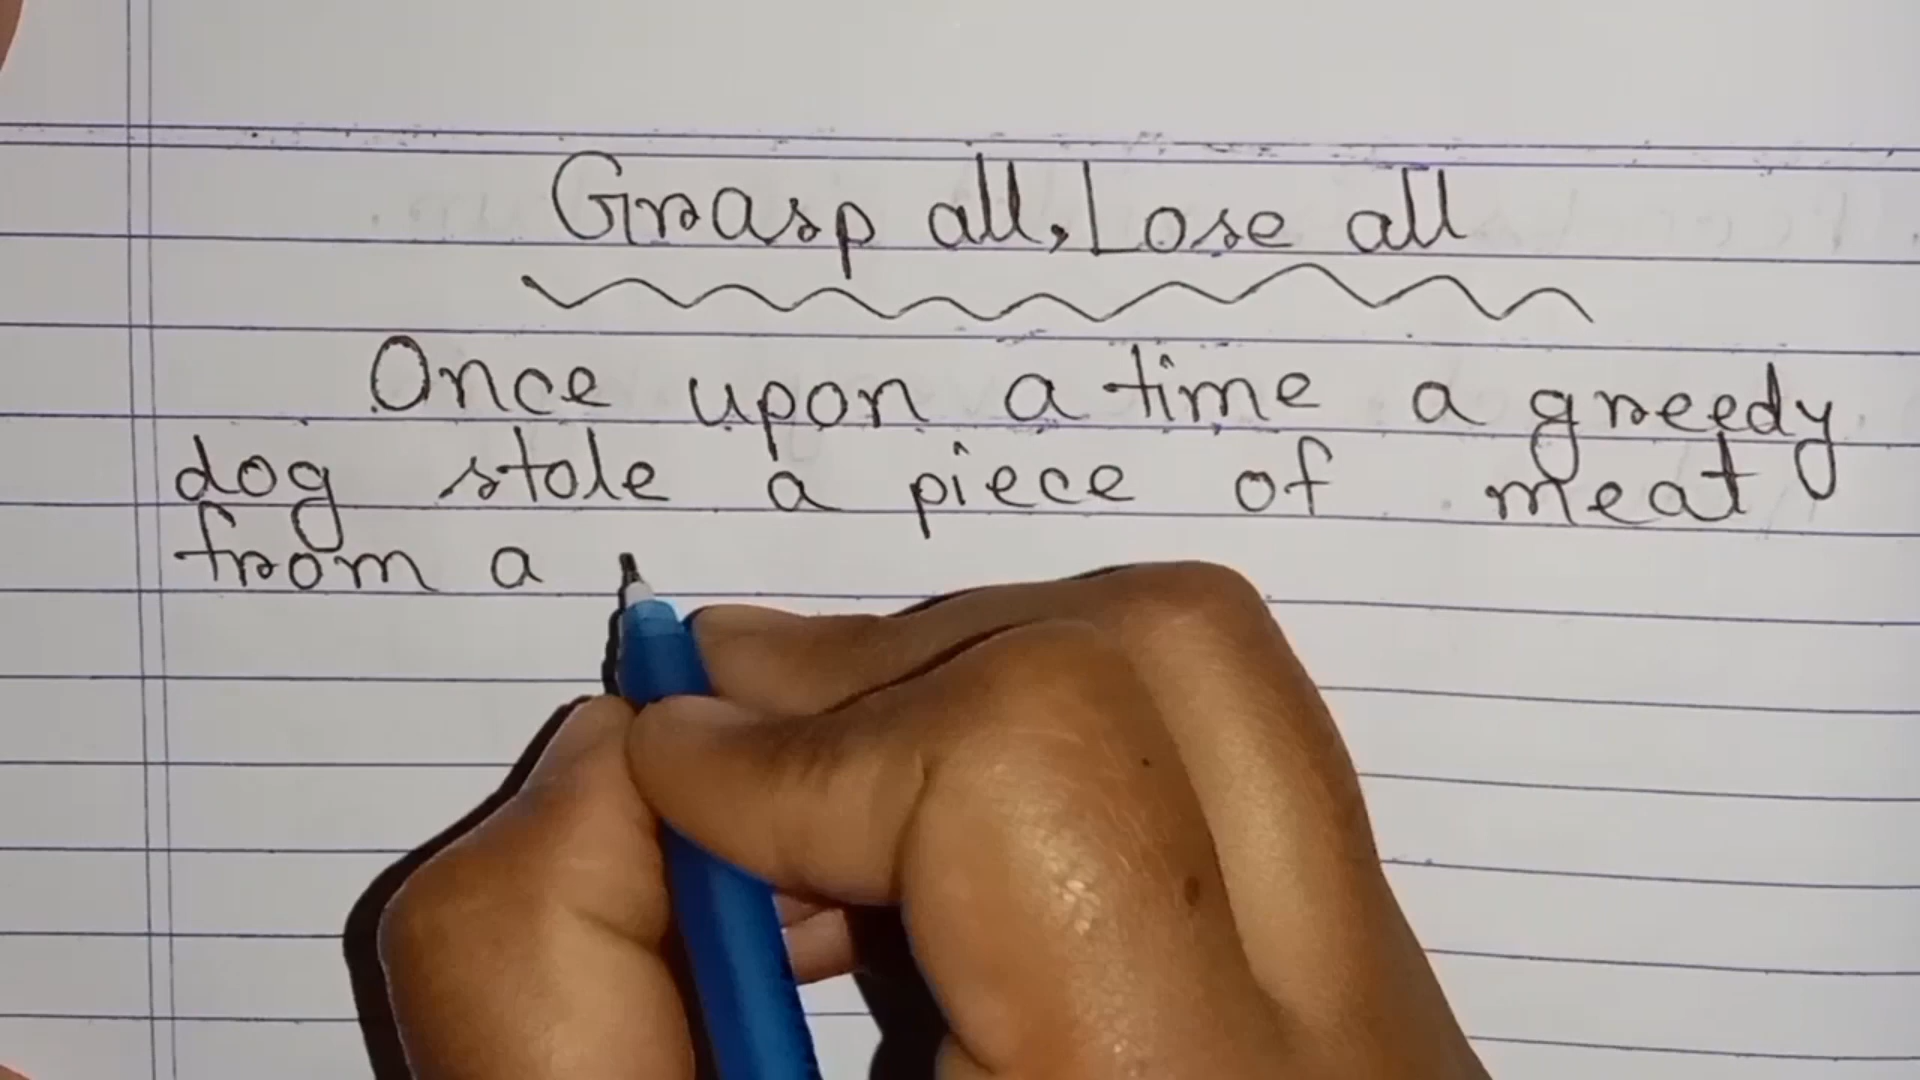 Grasp all, Lose all
Once upon a time a greedy
dog stole a piece of meat
from a